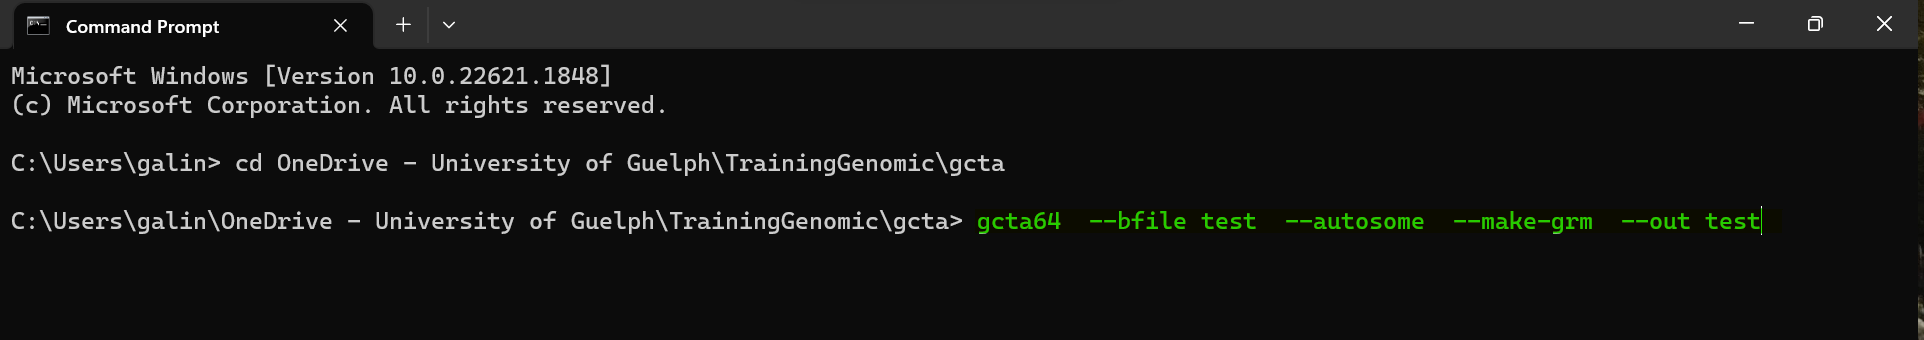 Command Prompt
Microsoft Windows [Version 10.0.22621.1848]
(c) Microsoft Corporation. All rights reserved.
C:\Users\galin> cd OneDrive - University of Guelph\TrainingGenomic\gcta
C:\Users\galin\OneDrive - University of Guelph\TrainingGenomic\gcta> gcta64  --bfile test  --autosome  --make-grm  --out test